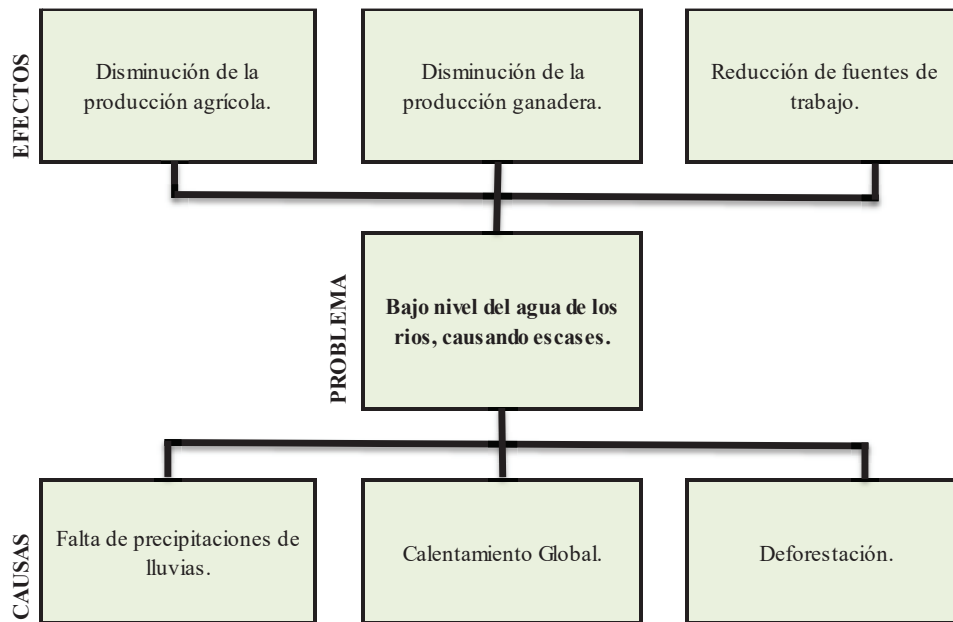 EFECTOS
Disminución de la
producción agrícola.
Disminución de la
producción ganadera.
Reducción de fuentes de
trabajo.
PROBLEMA
Bajo nivel del agua de los
rios, causando escases.
CAUSAS
Falta de precipitaciones de
lluvias.
Calentamiento Global.
Deforestación.